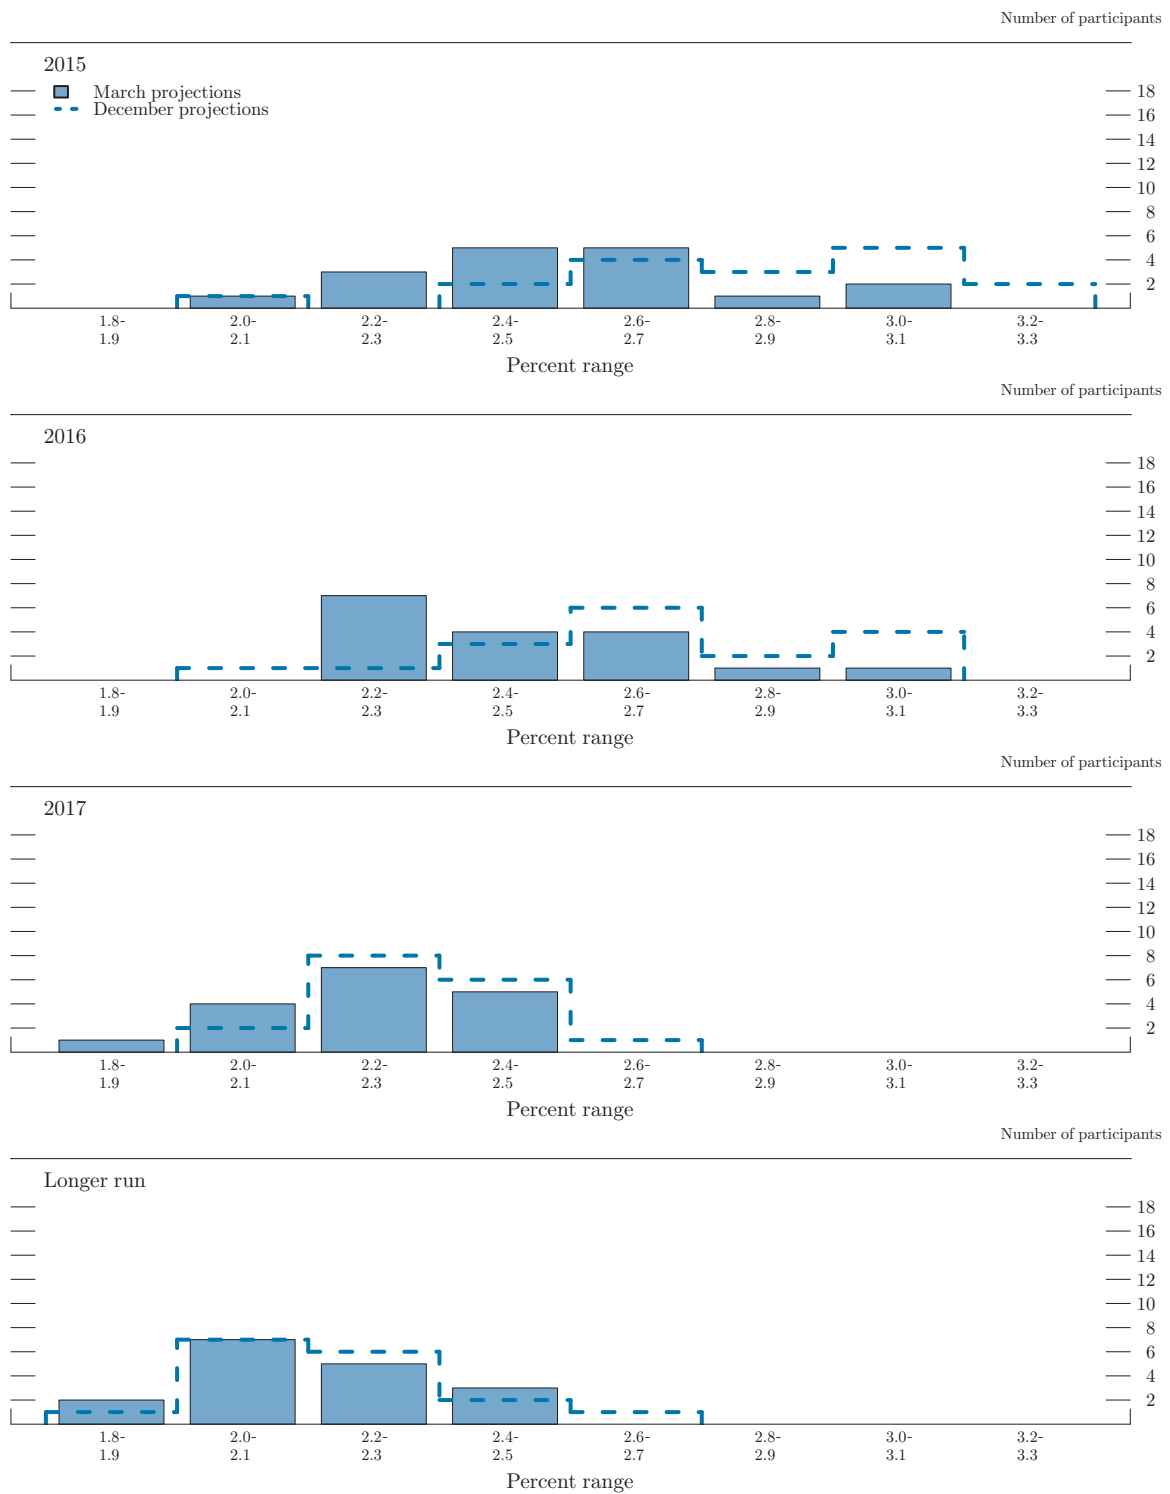 Number of participants
2015
March projections
December projections
18
16
14
12
10
8
6
4
2
1.8- 2.0- 2.2- 2.4- 2.6- 2.8- 3.0- 3.2-
1.9 2.1 2.3 2.5 2.7 2.9 3.1 3.3
Percent range
Number of participants
2016
18
16
14
12
10
8
6
4
2
1.8- 2.0- 2.2- 2.4- 2.6- 2.8- 3.0- 3.2-
1.9 2.1 2.3 2.5 2.7 2.9 3.1 3.3
Percent range
Number of participants
2017
18
16
14
12
10
8
6
4
2
1.8- 2.0- 2.2- 2.4- 2.6- 2.8- 3.0- 3.2-
1.9 2.1 2.3 2.5 2.7 2.9 3.1 3.3
Percent range
Number of participants
Longer run
18
16
14
12
10
8
6
4
2
1.8- 2.0- 2.2- 2.4- 2.6- 2.8- 3.0- 3.2-
1.9 2.1 2.3 2.5 2.7 2.9 3.1 3.3
Percent range